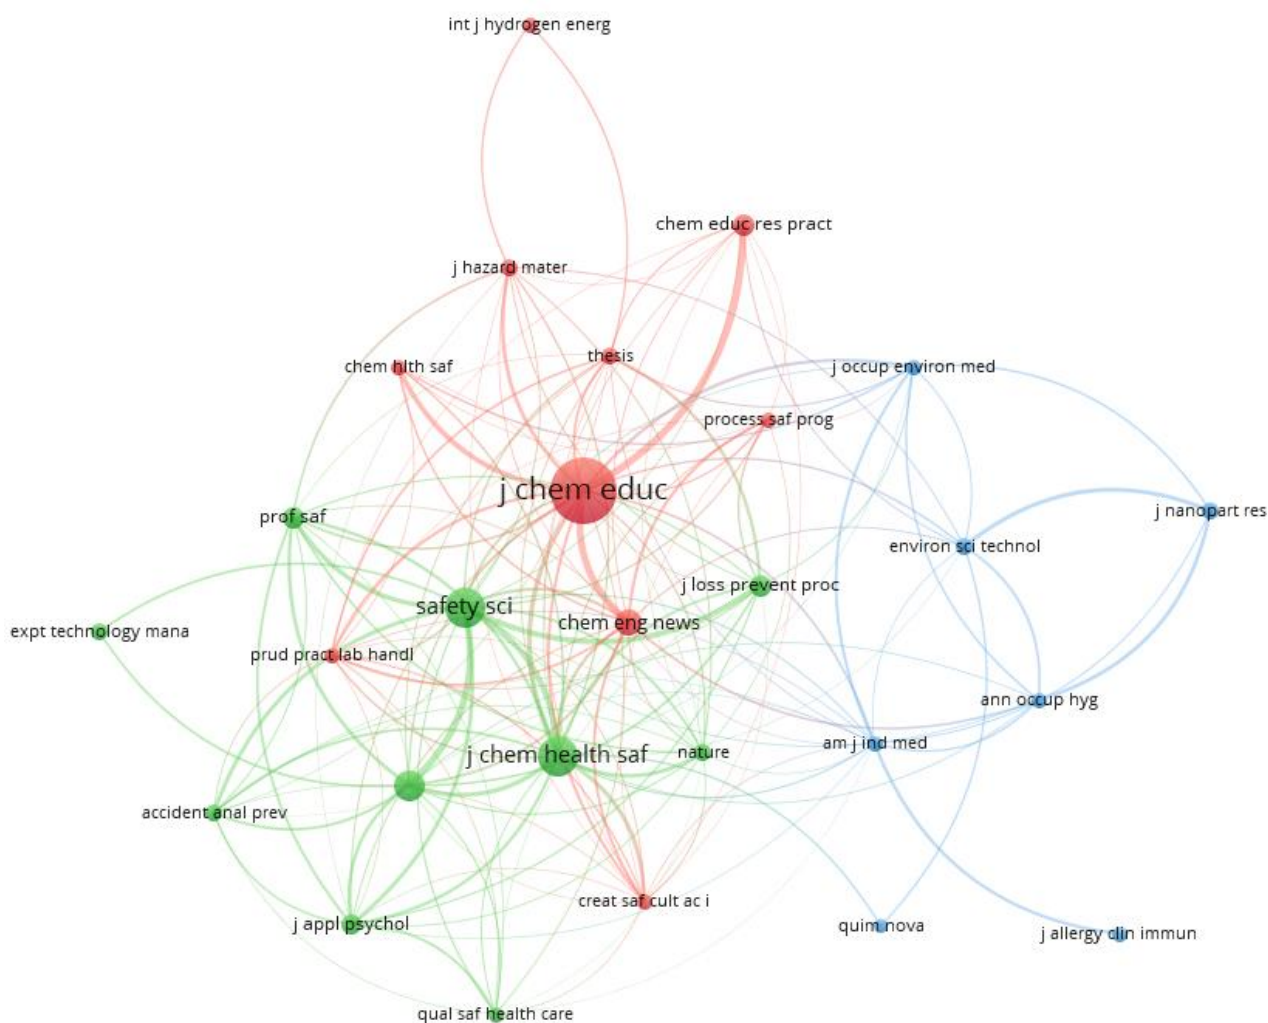 int j hydrogen energ
chem educ res pract
j hazard mater
thesis
chem hlth saf
j occup environ med
process saf prog
j chem educ
prof saf
j nanopart res
environ sci technol
j loss prevent proc
safety sci
chem eng news
expt technology mana
prud pract lab handl
ann occup hyg
am j ind med
nature
j chem health saf
accident anal prev
creat saf cult ac i
j appl psychol
quim nova
j allergy clin immun
qual saf health care